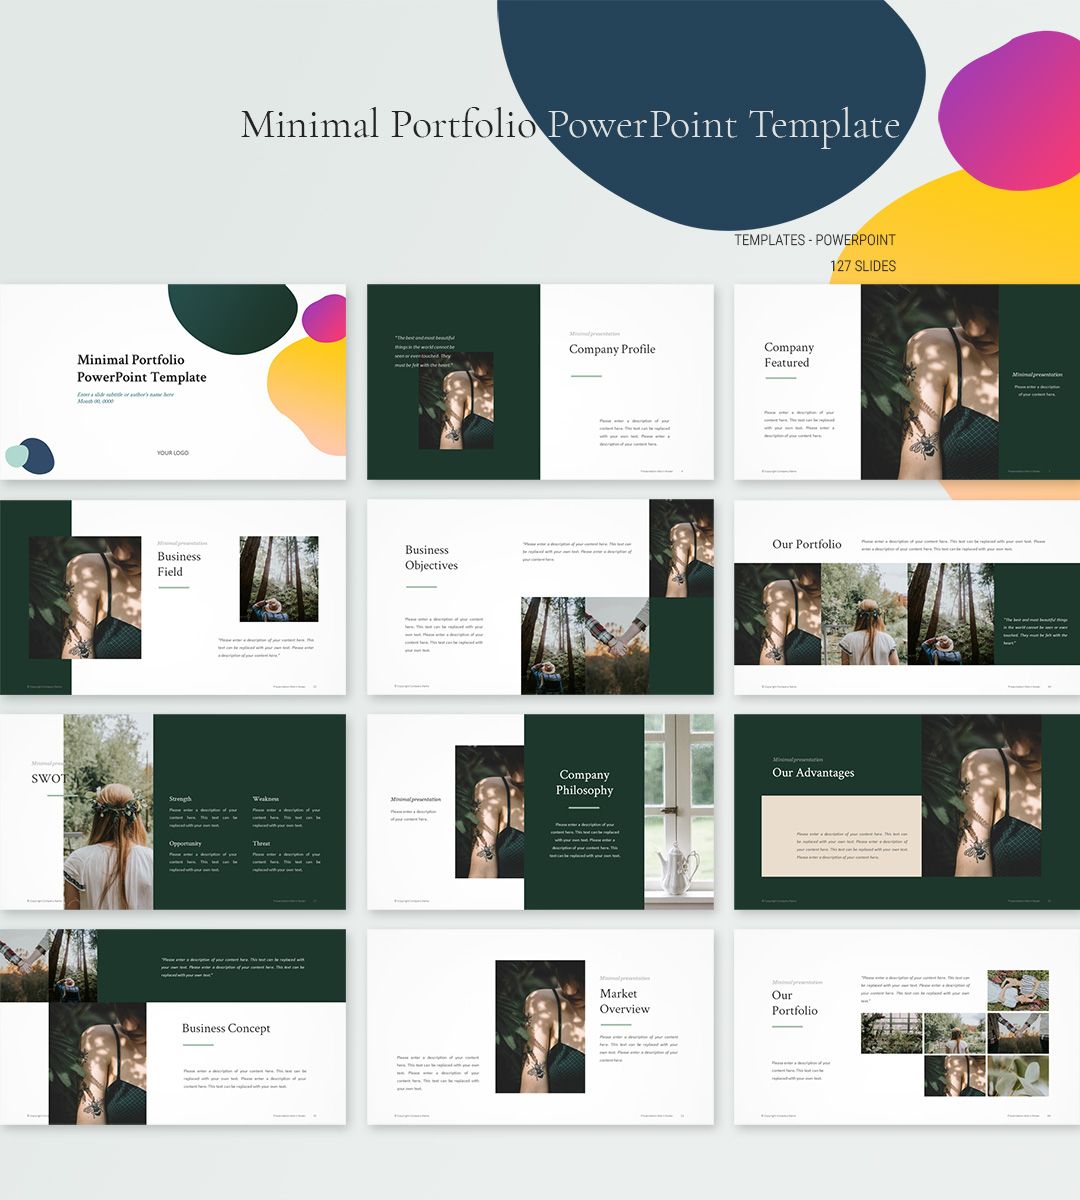 Minimal Portfolio PowerPoint Template
TEMPLATES - POWERPOINT
127 SLIDES
Minimal Portfolio
PowerPoint Template
Enter a slide subtitle or author's name here
Month 00, 0000
YOUR LOGO
"The best and most beautiful
things in the world cannot be
seen or even touched. They
must be felt with the heart."
Minimal presentation
Company Profile
Please enter a description of your
content here. This text can be replaced
with your own text. Please enter a
description of your content here.
Company
Featured
Please enter a description of your
content here. This text can be replaced
with your own text. Please enter a
description of your content here.
Minimal presentation
Please enter a description
of your content here.
Minimal presentation
Business
Field
"Please enter a description of your content here. This
text can be replaced with your own text. Please enter
a description of your content here."
Business
Objectives
"Please enter a description of your content here. This text can
be replaced with your own text. Please enter a description of
your content here.
Please enter a description of your content
here. This text can be replaced with your
own text. Please enter a description of your
content here. This text can be replaced with
your own text.
Our Portfolio
Please enter a description of your content here. This text can be replaced with your own text. Please
enter a description of your content here. This text can be replaced with your own text.
"The best and most beautiful things
in the world cannot be seen or even
touched. They must be felt with the
heart."
SWOT
Strength
Please enter a description of your
content here. This text can be
replaced with your own text.
Weakness
Please enter a description of your
content here. This text can be
replaced with your own text.
Opportunity
Please enter a description of your
content here. This text can be
replaced with your own text.
Threat
Please enter a description of your
content here. This text can be
replaced with your own text.
Minimal presentation
Please enter a description
of your content here.
Company
Philosophy
Please enter a description of your
content here. This text can be replaced
with your own text. Please enter a
description of your content here. This
text can be replaced with your own text.
Minimal presentation
Our Advantages
Please enter a description of your content here. This text can
be replaced with your own text. Please enter a description of
your content here. This text can be replaced with your own text.
Please enter a description of your content here.
"Please enter a description of your content here. This text can be replaced with
your own text. Please enter a description of your content here. This text can be
replaced with your own text."
Business Concept
Please enter a description of your content here. This text can be
replaced with your own text. Please enter a description of your
content here. This text can be replaced with your own text.
Minimal presentation
Market
Overview
Please enter a description of your content
here. This text can be replaced with your
own text. Please enter a description of your
content here.
Please enter a description of your content
here. This text can be replaced with your own
text. Please enter a description of your
content here. This text can be replaced with
your own text.
Minimal presentation
Our
Portfolio
"Please enter a description of your content here. This text can
be replaced with your own text. Please enter a description of
your content here. This text can be replaced with your own
text."
Please enter a description of your
content here. This text can be
replaced with your own text.